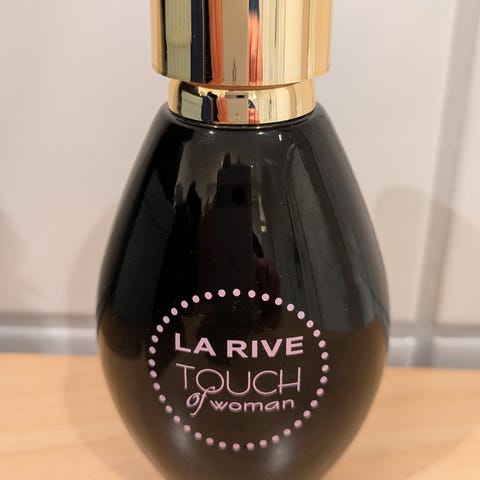 LA RIVE
TOUCH
of woman